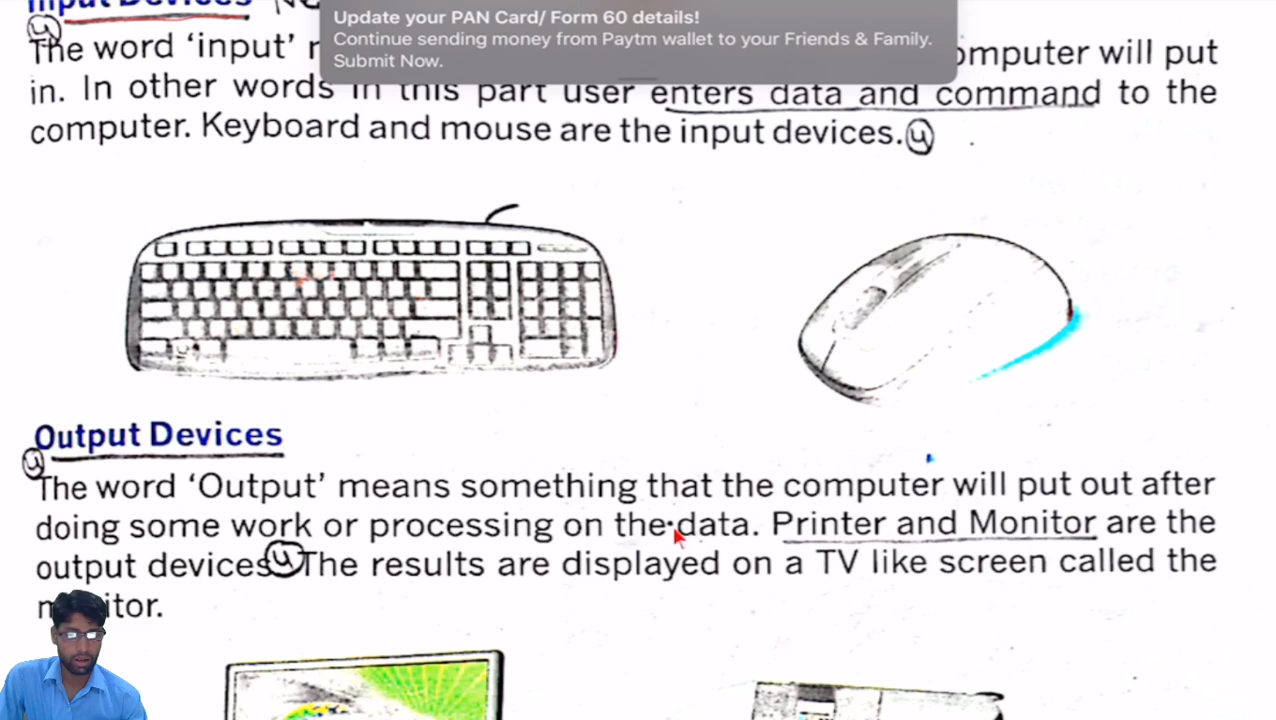 Input Devices
Update your PAN Card/ Form 60 details!
Continue sending money from Paytm wallet to your Friends & Family.
Submit Now.
The word ‘input’ omputer will put
in. In other words in this part user enters data and command to the
computer. Keyboard and mouse are the input devices.
Output Devices
The word ‘Output’ means something that the computer will put out after
doing some work or processing on the data. Printer and Monitor are the
output devices The results are displayed on a TV like screen called the
m itor.